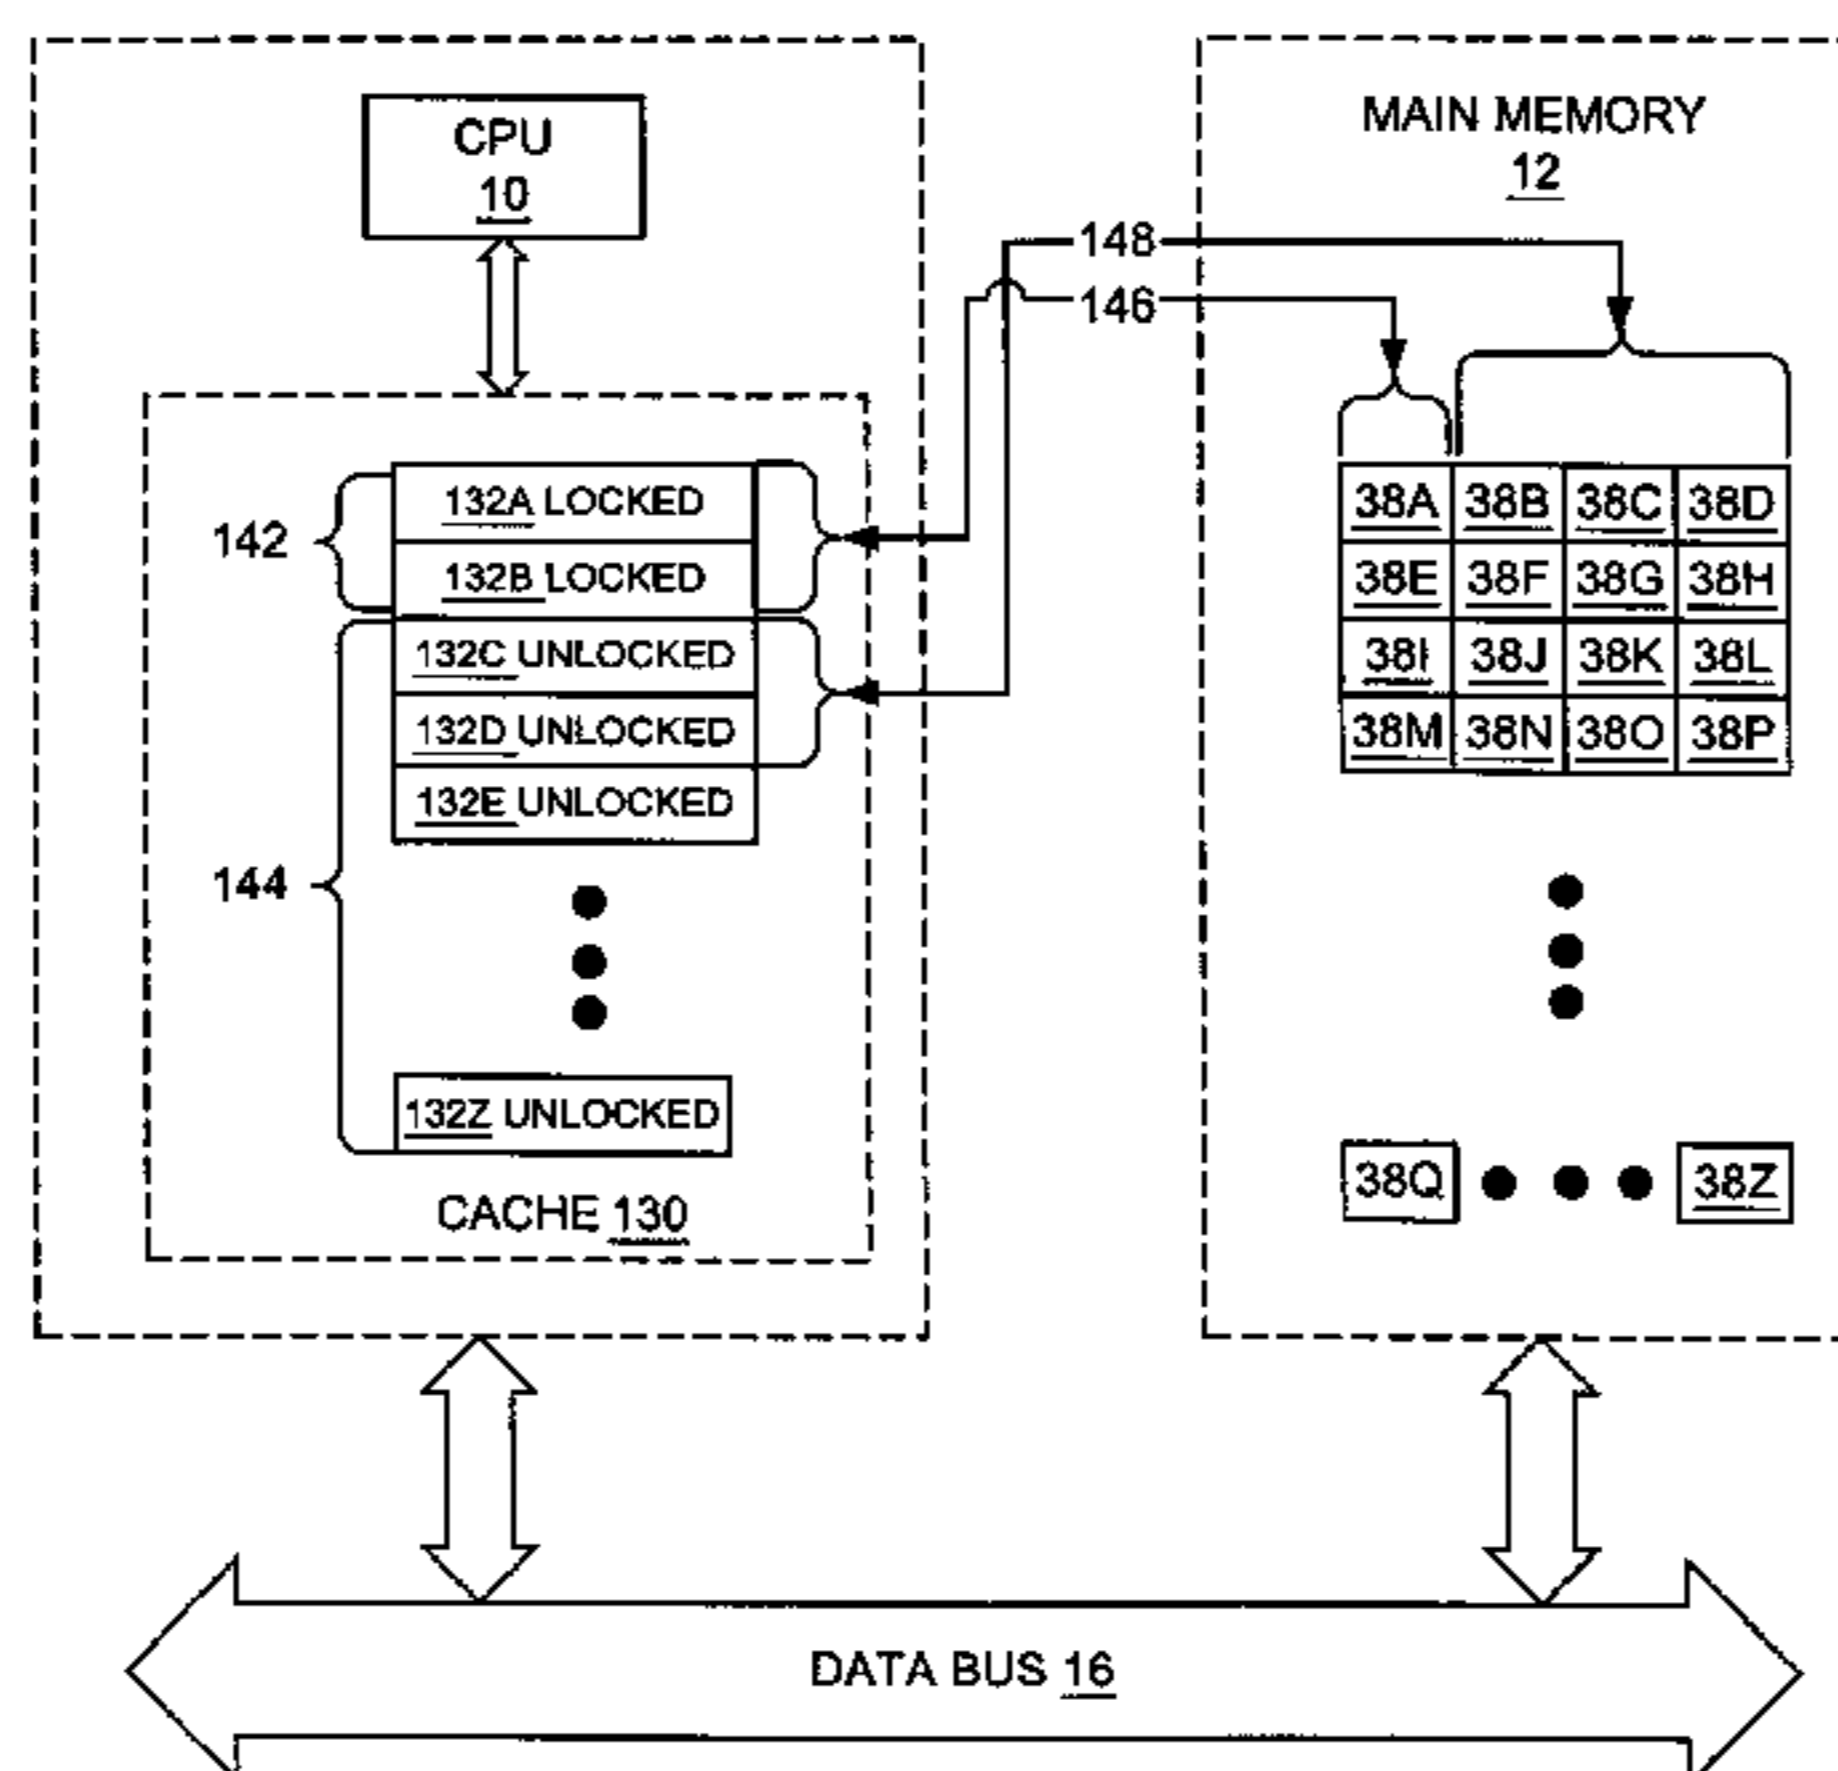 CPU
10
MAIN MEMORY
12
148
146
142
132A LOCKED
132B LOCKED
132C UNLOCKED
132D UNLOCKED
132E UNLOCKED
144
132Z UNLOCKED
CACHE 130
38A 38B 38C 38D
38E 38F 38G 38H
38I 38J 38K 38L
38M 38N 38O 38P
38Q 38Z
DATA BUS 16